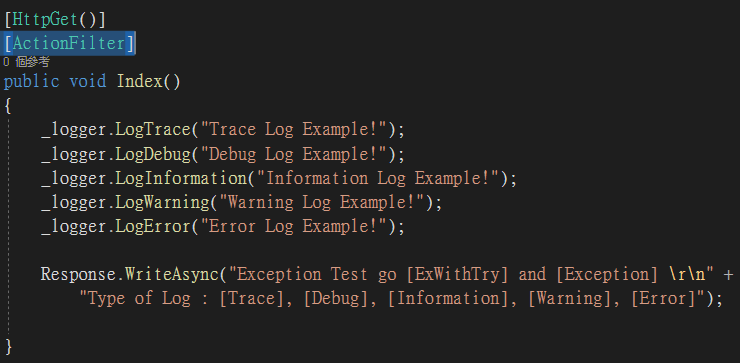 [HttpGet()]
[ActionFilter]
0 個參考
public void Index()
{
_logger.LogTrace("Trace Log Example!");
_logger.LogDebug("Debug Log Example!");
_logger.LogInformation("Information Log Example!");
_logger.LogWarning("Warning Log Example!");
_logger.LogError("Error Log Example!");
Response.WriteAsync("Exception Test go [ExWithTry] and [Exception] \r\n" +
"Type of Log : [Trace], [Debug], [Information], [Warning], [Error]");
}